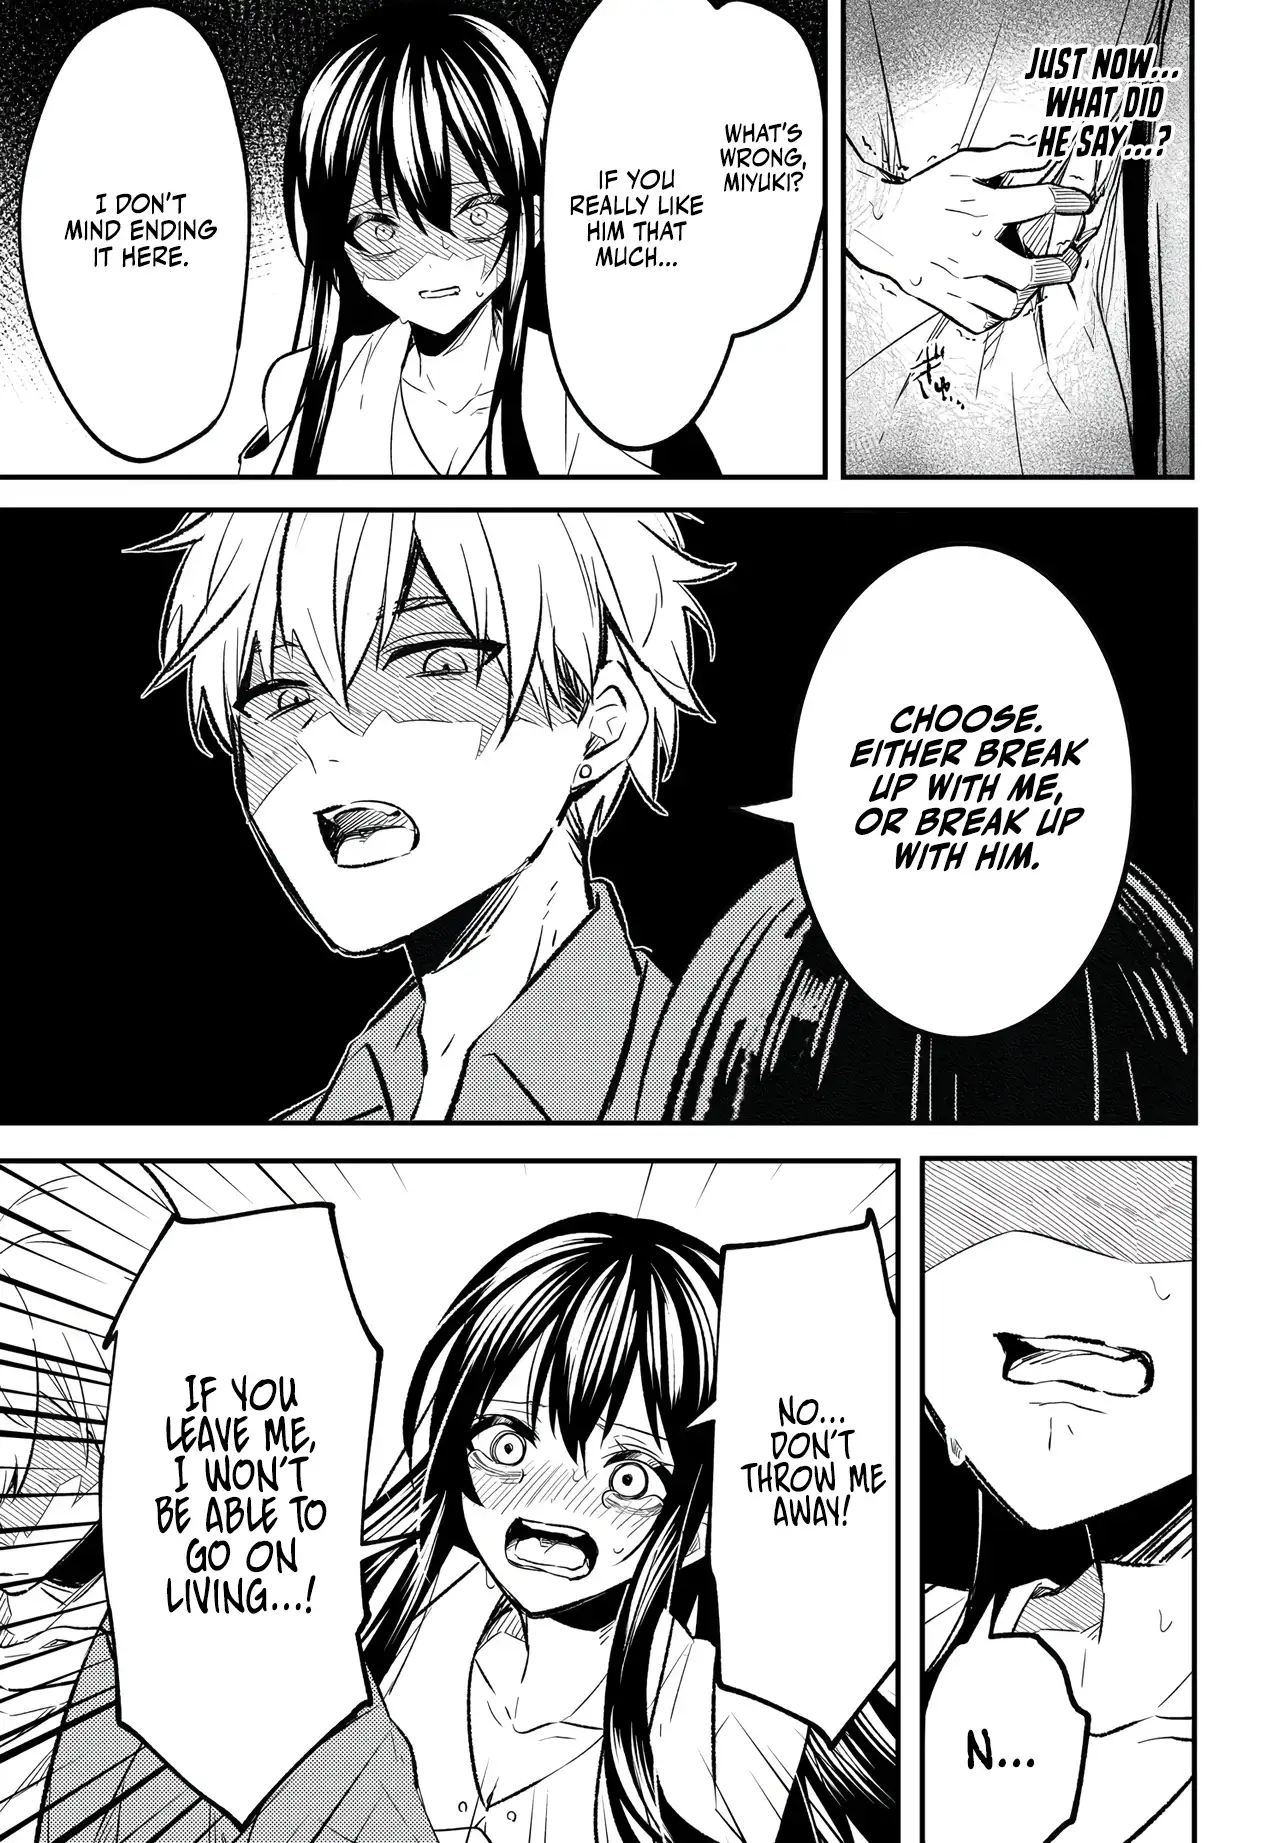 JUST NOW...
WHAT DID
HE SAY...?
ギュ...
WHAT'S
WRONG,
MIYUKI?
IF YOU
REALLY LIKE
HIM THAT
MUCH...
I DON'T
MIND ENDING
IT HERE.
CHOOSE.
EITHER BREAK
UP WITH ME,
OR BREAK UP
WITH HIM.
N...
NO...
DON'T
THROW ME
AWAY!
IF YOU
LEAVE ME,
I WON'T
BE ABLE TO
GO ON
LIVING...!